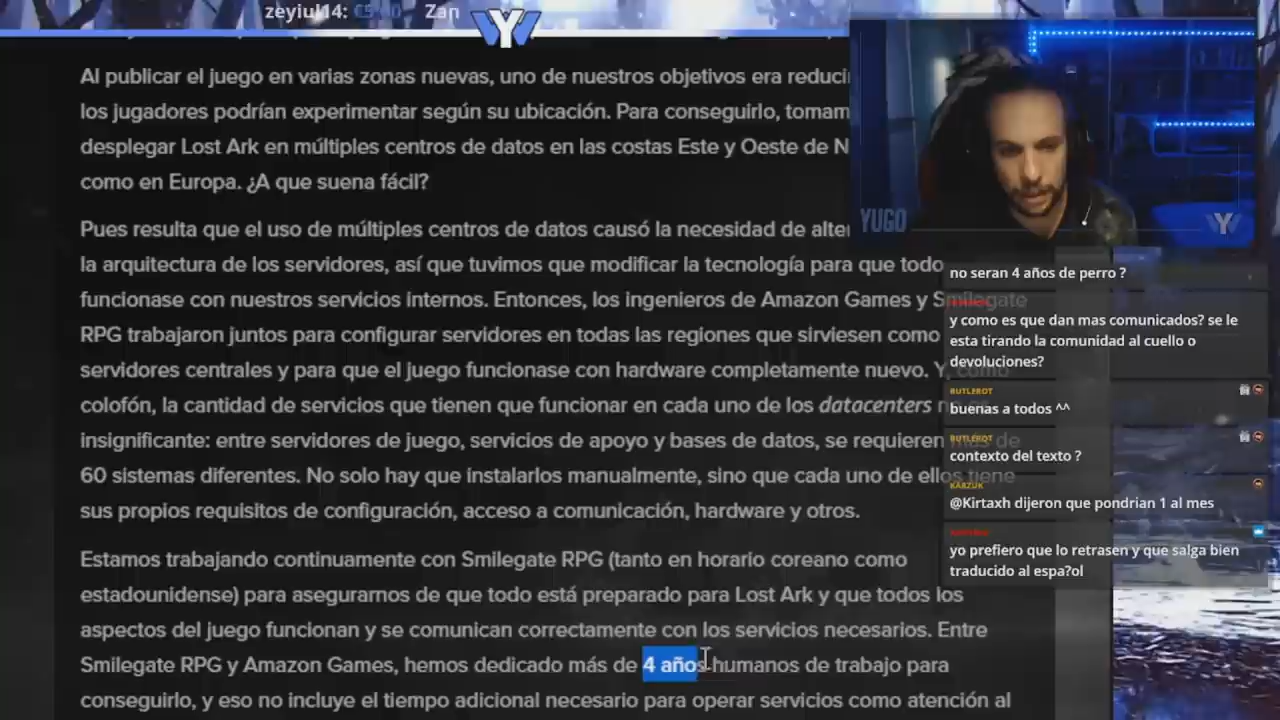 zeyiul14: €5.00 Zan
Al publicar el juego en varias zonas nuevas, uno de nuestros objetivos era
los jugadores podrían experimentar según su ubicación. Para conseguirlo,
desplegar Lost Ark en múltiples centros de datos en las costas Este y Oeste de
como en Europa. ¿A que suena fácil?
Pues resulta que el uso de múltiples centros de datos causó la necesidad de
la arquitectura de los servidores, así que tuvimos que modificar la tecnología para que todo
funcionase con nuestros servicios internos. Entonces, los ingenieros de Amazon Games y Smilegate
RPG trabajaron juntos para configurar servidores en todas las regiones que sirviesen como
servidores centrales y para que el juego funcionase con hardware completamente nuevo. Y, como
colofón, la cantidad de servicios que tienen que funcionar en cada uno de los datacenters no es
insignificante: entre servidores de juego, servicios de apoyo y bases de datos, se requieren más de
60 sistemas diferentes. No solo hay que instalarlos manualmente, sino que cada uno de ellos tiene
sus propios requisitos de configuración, acceso a comunicación, hardware y otros.
Estamos trabajando continuamente con Smilegate RPG (tanto en horario coreano como
estadounidense) para asegurarnos de que todo está preparado para Lost Ark y que todos los
aspectos del juego funcionan y se comunican correctamente con los servicios necesarios. Entre
Smilegate RPG y Amazon Games, hemos dedicado más de 4 años humanos de trabajo para
conseguirlo, y eso no incluye el tiempo adicional necesario para operar servicios como atención al
YUGO
no seran 4 años de perro ?
y como es que dan mas comunicados? se le
esta tirando la comunidad al cuello o
devoluciones?
BUTLEROT
buenas a todos ^^
BUTLEROT
contexto del texto ?
KARZUK
@Kirtaxh dijeron que pondrian 1 al mes
yo prefiero que lo retrasen y que salga bien
traducido al espa?ol